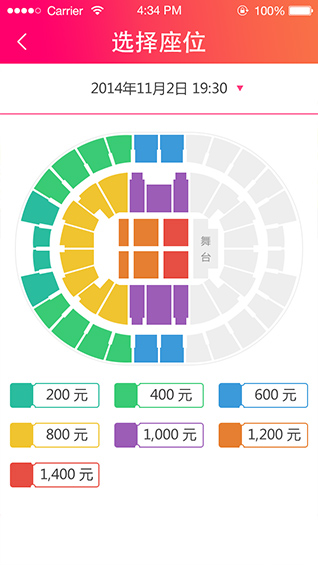 Carrier 4:34 PM 100%
选择座位
2014年11月2日 19:30
舞
台
200 元 400 元 600 元
800 元 1,000 元 1,200 元
1,400 元